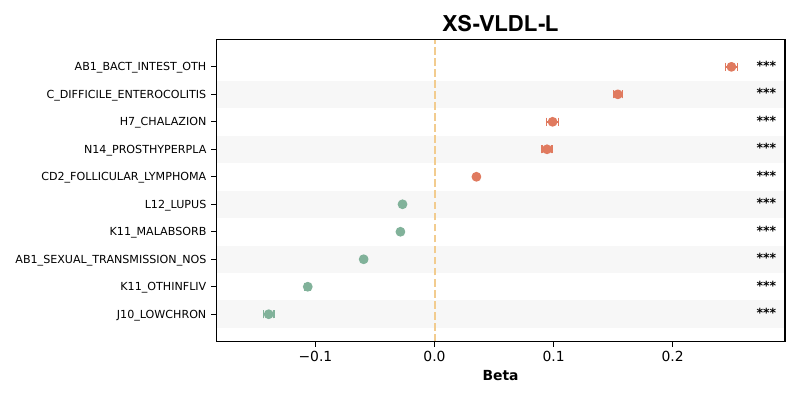 XS-VLDL-L
AB1_BACT_INTEST_OTH ***
C_DIFFICILE_ENTEROCOLITIS ***
H7_CHALAZION ***
N14_PROSTHYPERPLA ***
CD2_FOLLICULAR_LYMPHOMA ***
L12_LUPUS ***
K11_MALABSORB ***
AB1_SEXUAL_TRANSMISSION_NOS ***
K11_OTHINFLIV ***
J10_LOWCHRON ***
−0.1 0.0 0.1 0.2
Beta